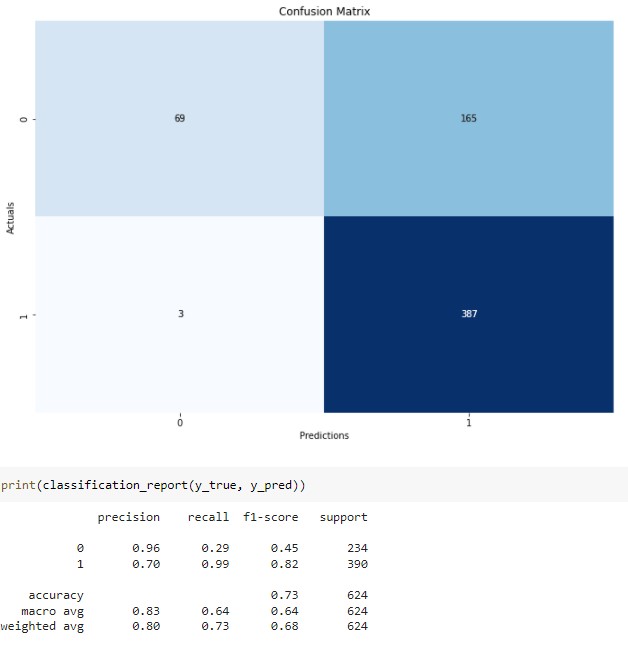 Confusion Matrix
0
69 165
Actuals
1
3 387
0 1
Predictions
print(classification_report(y_true, y_pred))
precision recall f1-score support
0 0.96 0.29 0.45 234
1 0.70 0.99 0.82 390
accuracy 0.73 624
macro avg 0.83 0.64 0.64 624
weighted avg 0.80 0.73 0.68 624